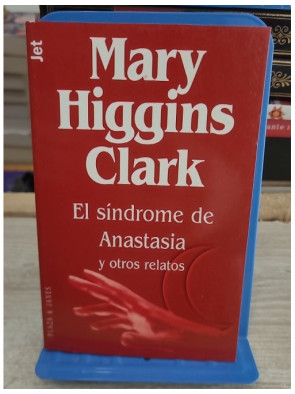 Jet
Mary
Higgins
Clark
El síndrome de
Anastasia
y otros relatos
PLAZA & JANES